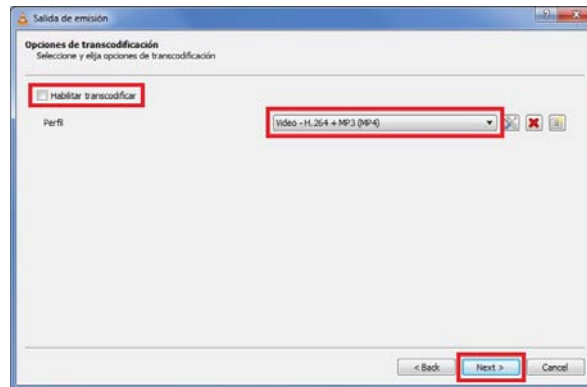 Salida de emisión
Opciones de transcodificación
Seleccione y elija opciones de transcodificación
Habilitar transcodificar
Perfil
Video - H.264 + MP3 (MP4)
< Back
Next >
Cancel